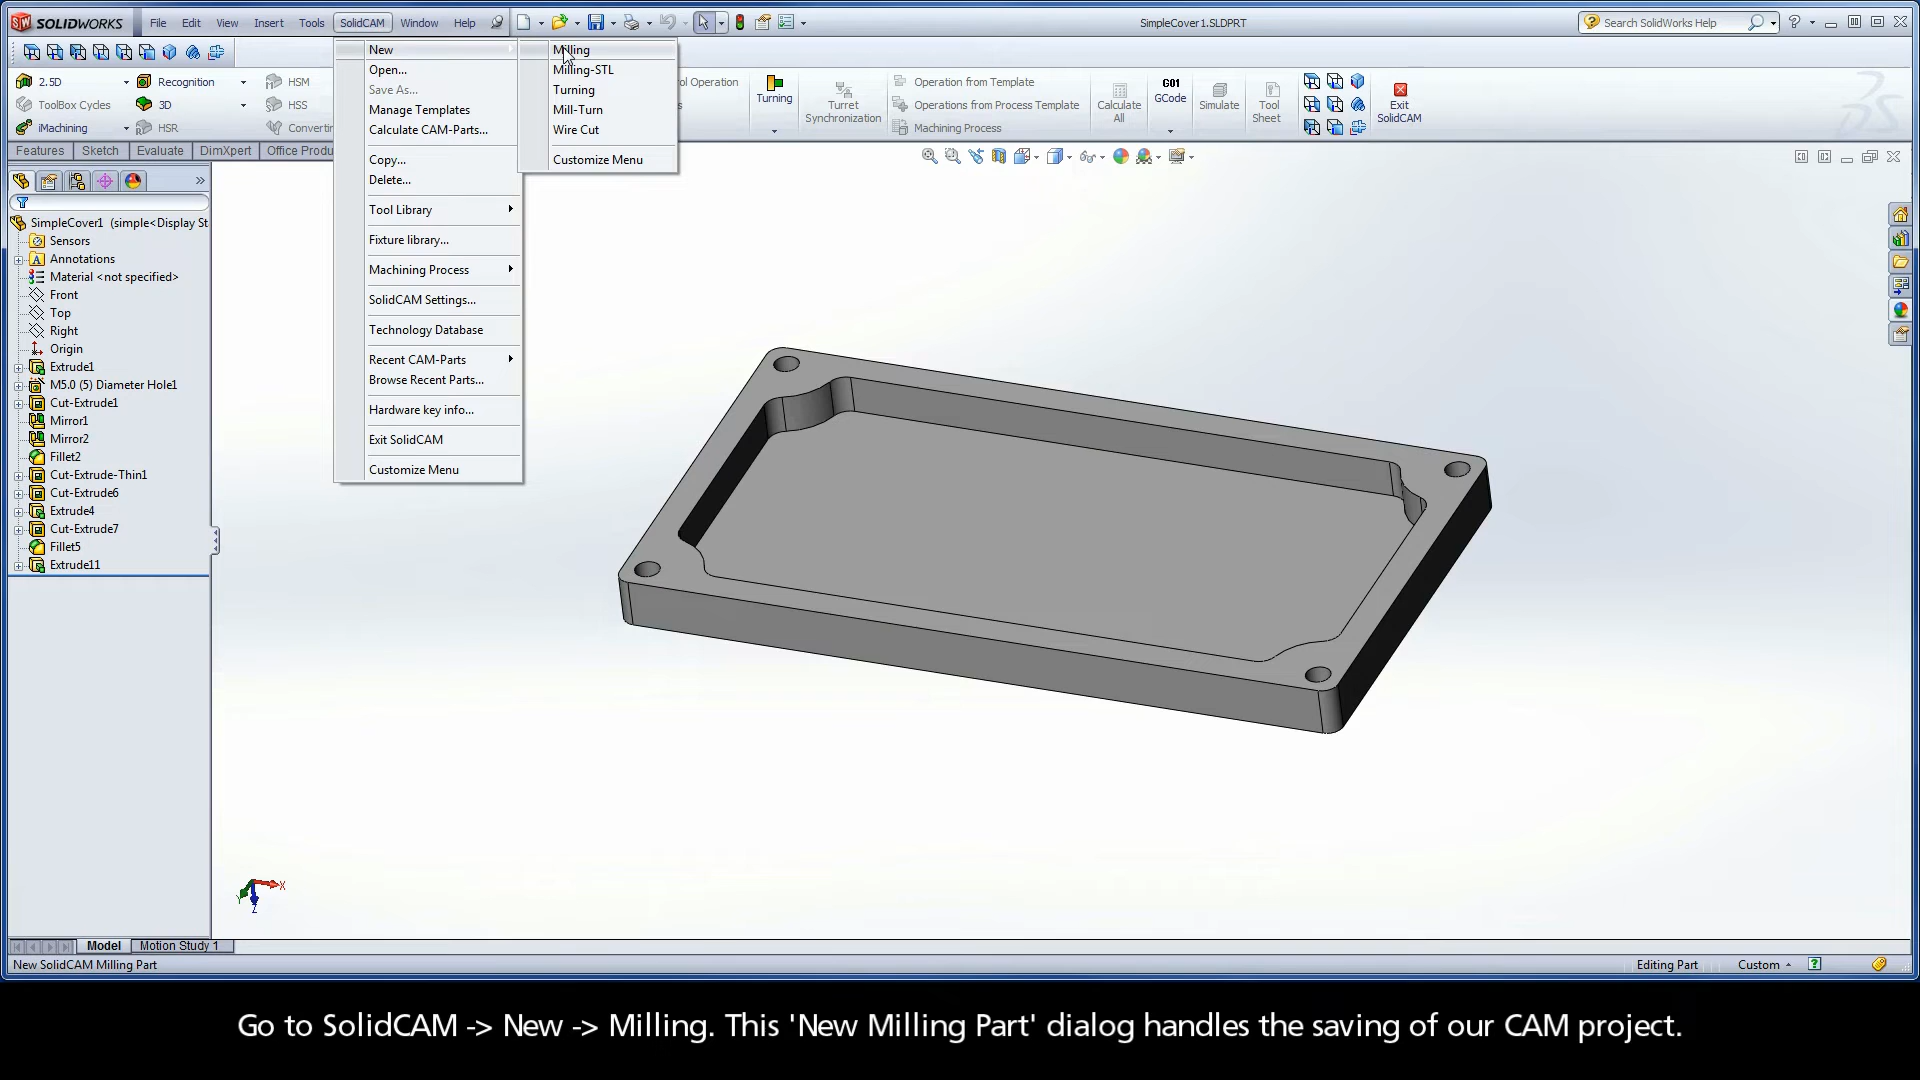 SOLIDWORKS File Edit View Insert Tools SolidCAM Window Help SimpleCover1.SLDPRT Search SolidWorks Help
New
Open...
Save As...
Manage Templates
Calculate CAM-Parts...
Copy...
Delete...
Tool Library
Fixture library...
Machining Process
SolidCAM Settings...
Technology Database
Recent CAM-Parts
Browse Recent Parts...
Hardware key info...
Exit SolidCAM
Customize Menu
Milling
Milling-STL
Turning
Mill-Turn
Wire Cut
Customize Menu
2.5D Recognition HSM
ToolBox Cycles 3D HSS
iMachining HSR
Turning
Turret
Synchronization
Operation from Template
Operations from Process Template
Machining Process
Calculate
All
G01
GCode
Simulate
Tool
Sheet
Exit
SolidCAM
Features Sketch Evaluate DimXpert
SimpleCover1 (simple<Display St
Sensors
Annotations
Material <not specified>
Front
Top
Right
Origin
Extrude1
M5.0 (5) Diameter Hole1
Cut-Extrude1
Mirror1
Mirror2
Fillet2
Cut-Extrude-Thin1
Cut-Extrude6
Extrude4
Cut-Extrude7
Fillet5
Extrude11
X
Z
Model Motion Study 1
New SolidCAM Milling Part Editing Part Custom
Go to SolidCAM -> New -> Milling. This 'New Milling Part' dialog handles the saving of our CAM project.